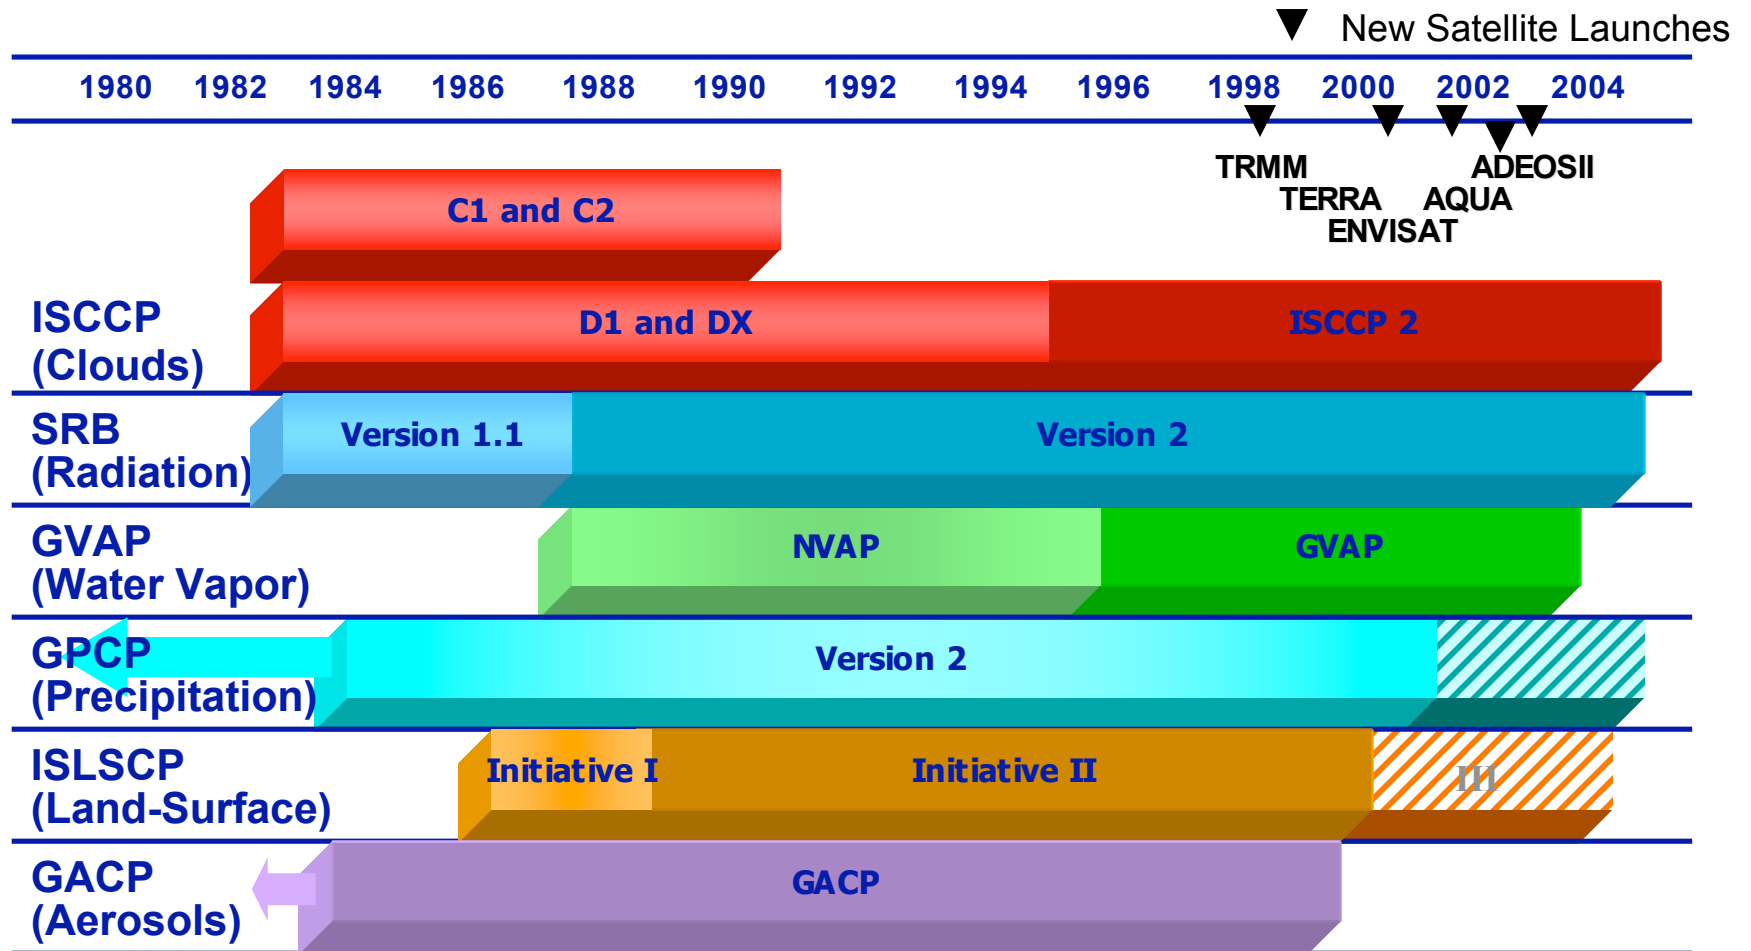 New Satellite Launches
1980 1982 1984 1986 1988 1990 1992 1994 1996 1998 2000 2002 2004
TRMM ADEOSII
TERRA AQUA
ENVISAT
C1 and C2
ISCCP
(Clouds)
D1 and DX
ISCCP 2
SRB
(Radiation)
Version 1.1
Version 2
GVAP
(Water Vapor)
NVAP
GVAP
GPCP
(Precipitation)
Version 2
ISLSCP
(Land-Surface)
Initiative I
Initiative II
III
GACP
(Aerosols)
GACP